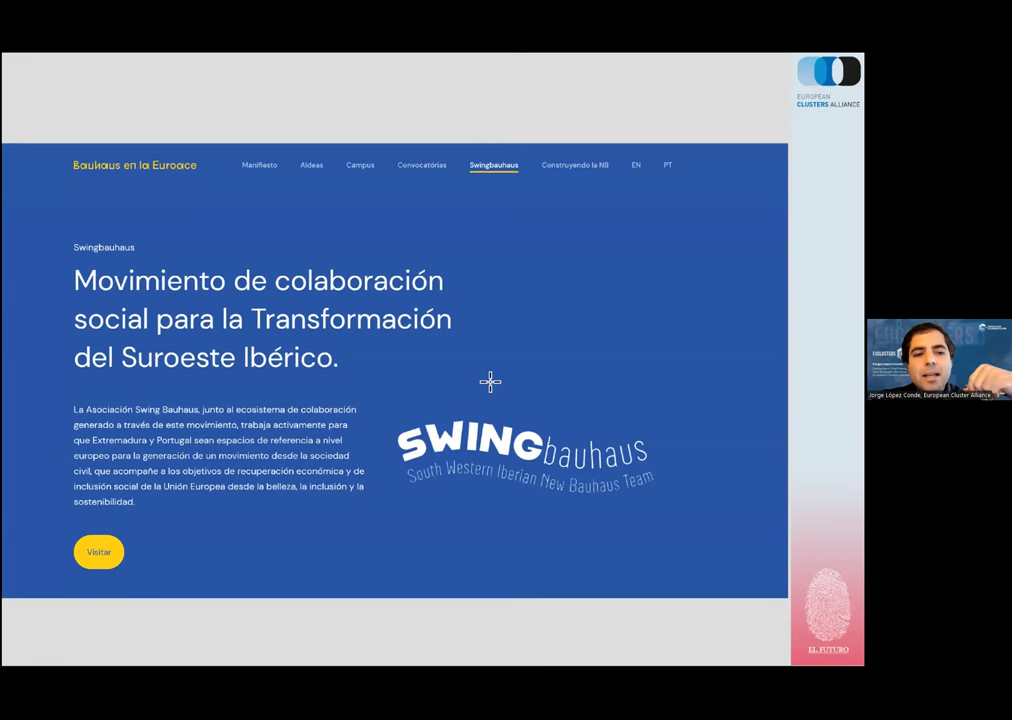 EUROPEAN
CLUSTERS ALLIANCE
Bauhaus en la Euroace
Manifiesto
Aldeas
Campus
Convocatórias
Swingbauhaus
Construyendo la NB
EN
PT
Swingbauhaus
Movimiento de colaboración
social para la Transformación
del Suroeste Ibérico.
La Asociación Swing Bauhaus, junto al ecosistema de colaboración
generado a través de este movimiento, trabaja activamente para
que Extremadura y Portugal sean espacios de referencia a nivel
europeo para la generación de un movimiento desde la sociedad
civil, que acompañe a los objetivos de recuperación económica y de
inclusión social de la Unión Europea desde la belleza, la inclusión y la
sostenibilidad.
SWINGbauhaus
South Western Iberian New Bauhaus Team
Visitar
EL FUTURO
Jorge López Conde, European Cluster Alliance